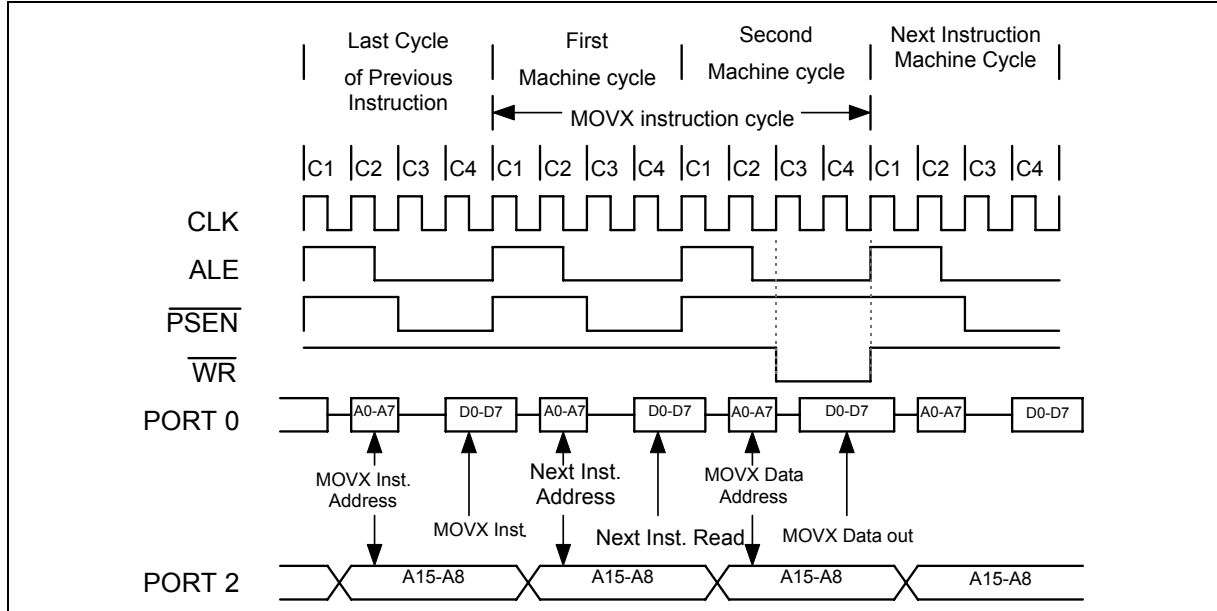 Last Cycle
of Previous
Instruction
First
Machine cycle
Second
Machine cycle
Next Instruction
Machine Cycle
MOVX instruction cycle
C1 C2 C3 C4 C1 C2 C3 C4 C1 C2 C3 C4 C1 C2 C3 C4
CLK
ALE
PSEN
WR
PORT 0
A0-A7 D0-D7 A0-A7 D0-D7 A0-A7 D0-D7 A0-A7 D0-D7
MOVX Inst.
Address
MOVX Inst.
Next Inst.
Address
Next Inst. Read
MOVX Data
Address
MOVX Data out
PORT 2
A15-A8 A15-A8 A15-A8 A15-A8